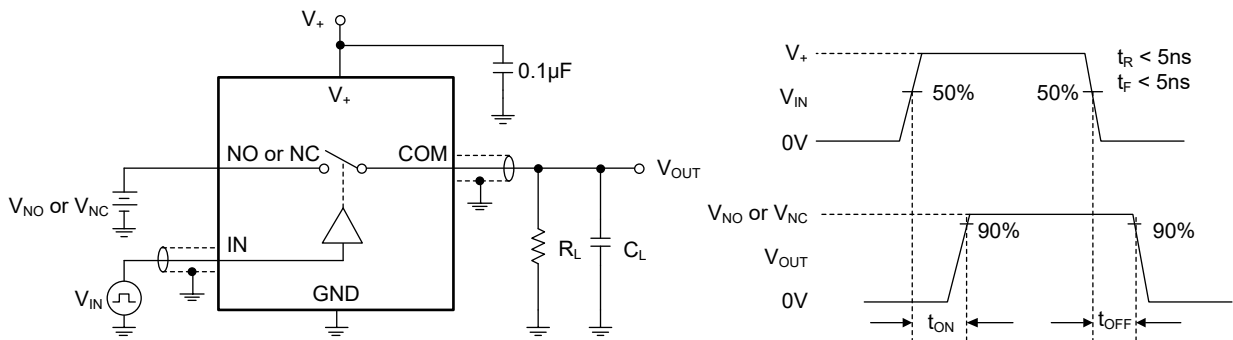 V+
0.1µF
V+
NO or NC
COM
VOUT
VNO or VNC
IN
RL
CL
VIN
GND
V+
tR < 5ns
tF < 5ns
VIN
50%
50%
0V
VNO or VNC
90%
90%
VOUT
0V
tON
tOFF